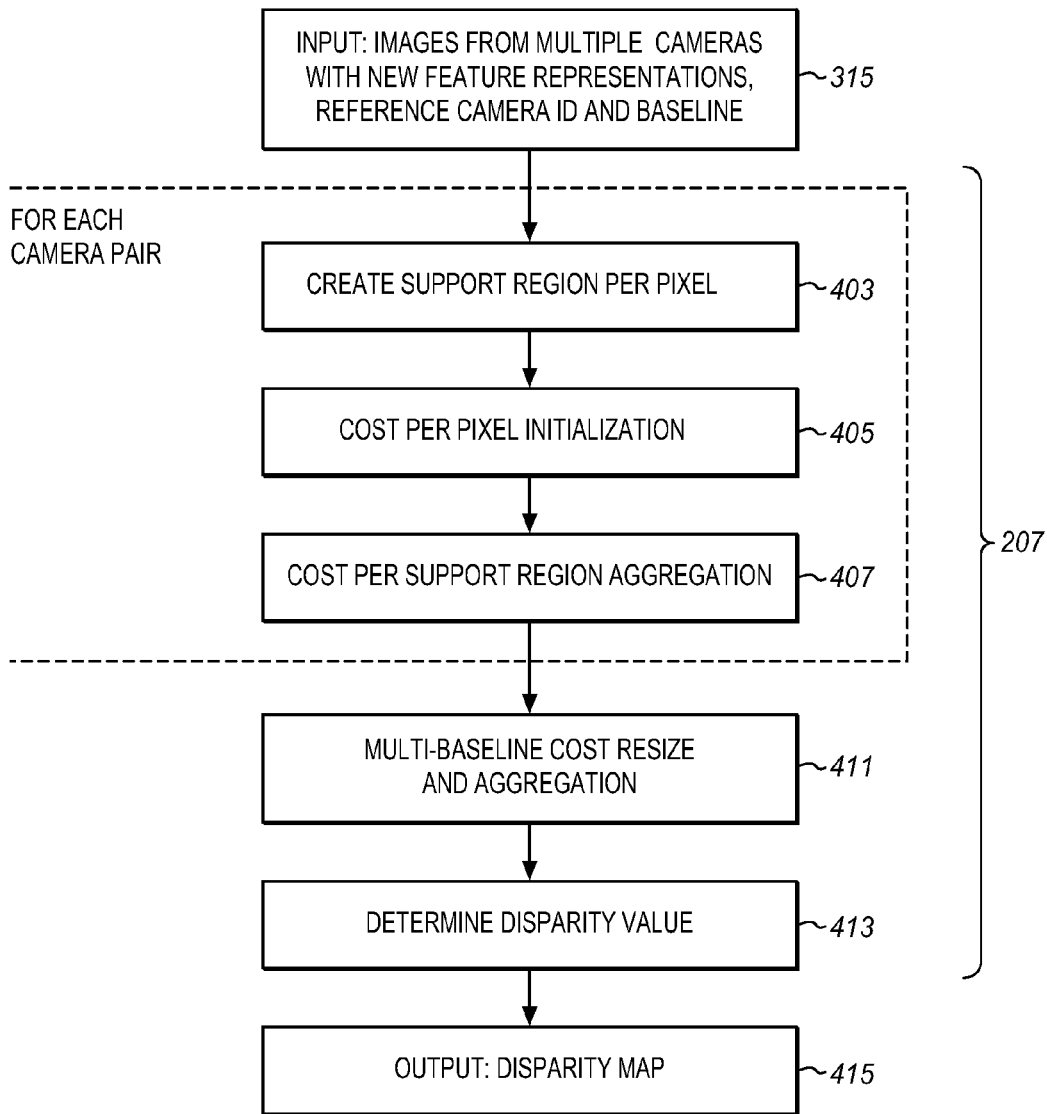 INPUT: IMAGES FROM MULTIPLE CAMERAS
WITH NEW FEATURE REPRESENTATIONS,
REFERENCE CAMERA ID AND BASELINE
315
FOR EACH
CAMERA PAIR
CREATE SUPPORT REGION PER PIXEL
403
COST PER PIXEL INITIALIZATION
405
207
COST PER SUPPORT REGION AGGREGATION
407
MULTI-BASELINE COST RESIZE
AND AGGREGATION
411
DETERMINE DISPARITY VALUE
413
OUTPUT: DISPARITY MAP
415